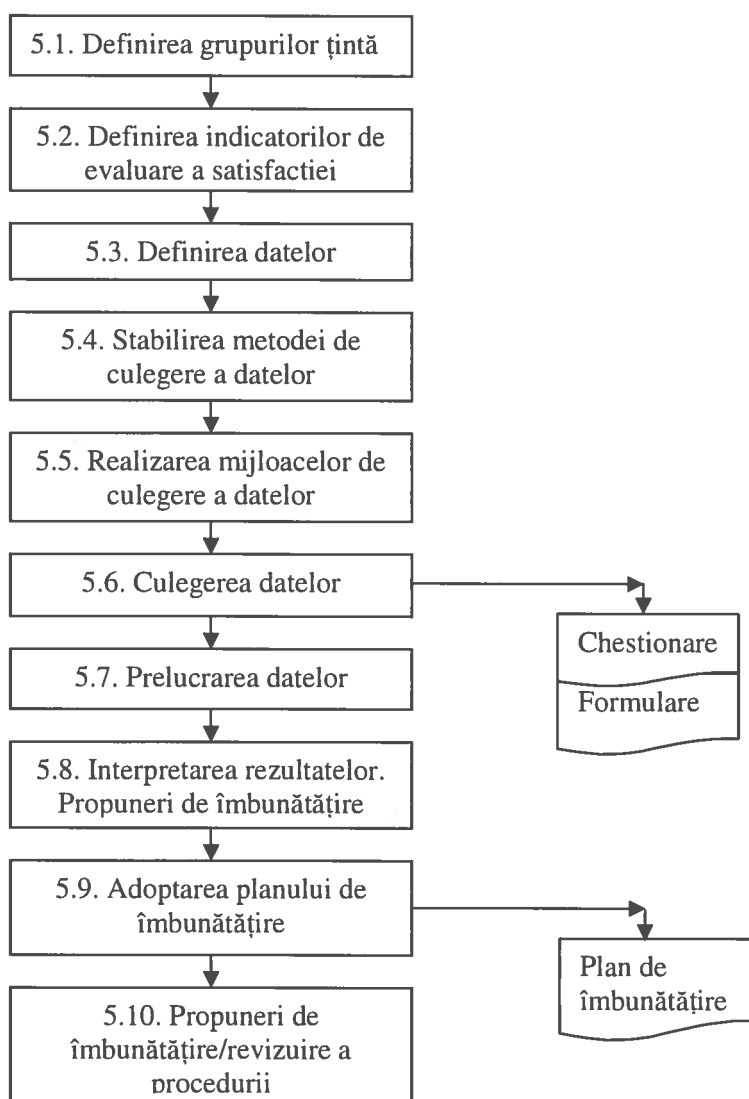 5.1. Definirea grupurilor țintă
5.2. Definirea indicatorilor de
evaluare a satisfactiei
5.3. Definirea datelor
5.4. Stabilirea metodei de
culegere a datelor
5.5. Realizarea mijloacelor de
culegere a datelor
5.6. Culegerea datelor
Chestionare
Formulare
5.7. Prelucrarea datelor
5.8. Interpretarea rezultatelor.
Propuneri de îmbunătățire
5.9. Adoptarea planului de
îmbunătățire
Plan de
îmbunătățire
5.10. Propuneri de
îmbunătățire/revizuire a
procedurii